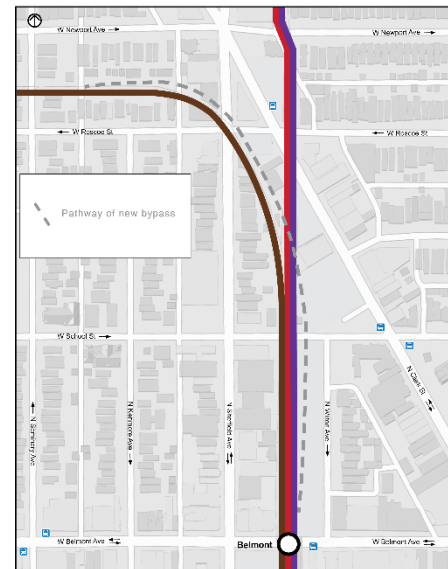 W Newport Ave
W Newport Ave
W Roscoe St
W Roscoe St
Pathway of new bypass
W School St
N Clark St
N Seminary Ave
N Kenmore Ave
N Sheffield Ave
N Wilton Ave
W Belmont Ave
Belmont
W Belmont Ave